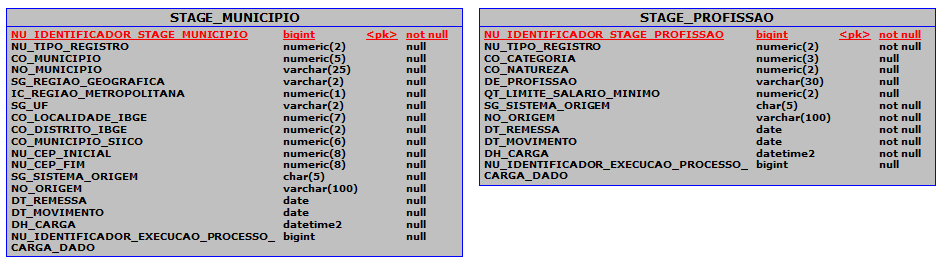 STAGE_MUNICIPIO
NU_IDENTIFICADOR_STAGE_MUNICIPIO bigint <pk> not null
NU_TIPO_REGISTRO numeric(2) null
CO_MUNICIPIO numeric(5) null
NO_MUNICIPIO varchar(25) null
SG_REGIAO_GEOGRAFICA varchar(2) null
IC_REGIAO_METROPOLITANA numeric(1) null
SG_UF varchar(2) null
CO_LOCALIDADE_IBGE numeric(7) null
CO_DISTRITO_IBGE numeric(2) null
CO_MUNICIPIO_SIICO numeric(6) null
NU_CEP_INICIAL numeric(8) null
NU_CEP_FIM numeric(8) null
SG_SISTEMA_ORIGEM char(5) null
NO_ORIGEM varchar(100) null
DT_REMESSA date null
DT_MOVIMENTO date null
DH_CARGA datetime2 null
NU_IDENTIFICADOR_EXECUCAO_PROCESSO_ bigint null
CARGA_DADO
STAGE_PROFISSAO
NU_IDENTIFICADOR_STAGE_PROFISSAO bigint <pk> not null
NU_TIPO_REGISTRO numeric(2) not null
CO_CATEGORIA numeric(3) null
CO_NATUREZA numeric(2) null
DE_PROFISSAO varchar(30) null
QT_LIMITE_SALARIO_MINIMO numeric(2) null
SG_SISTEMA_ORIGEM char(5) not null
NO_ORIGEM varchar(100) not null
DT_REMESSA date not null
DT_MOVIMENTO date not null
DH_CARGA datetime2 not null
NU_IDENTIFICADOR_EXECUCAO_PROCESSO_ bigint null
CARGA_DADO